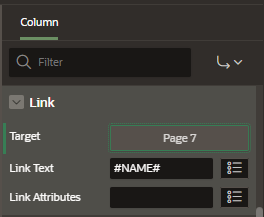 Column
Filter
Link
Target Page 7
Link Text #NAME#
Link Attributes